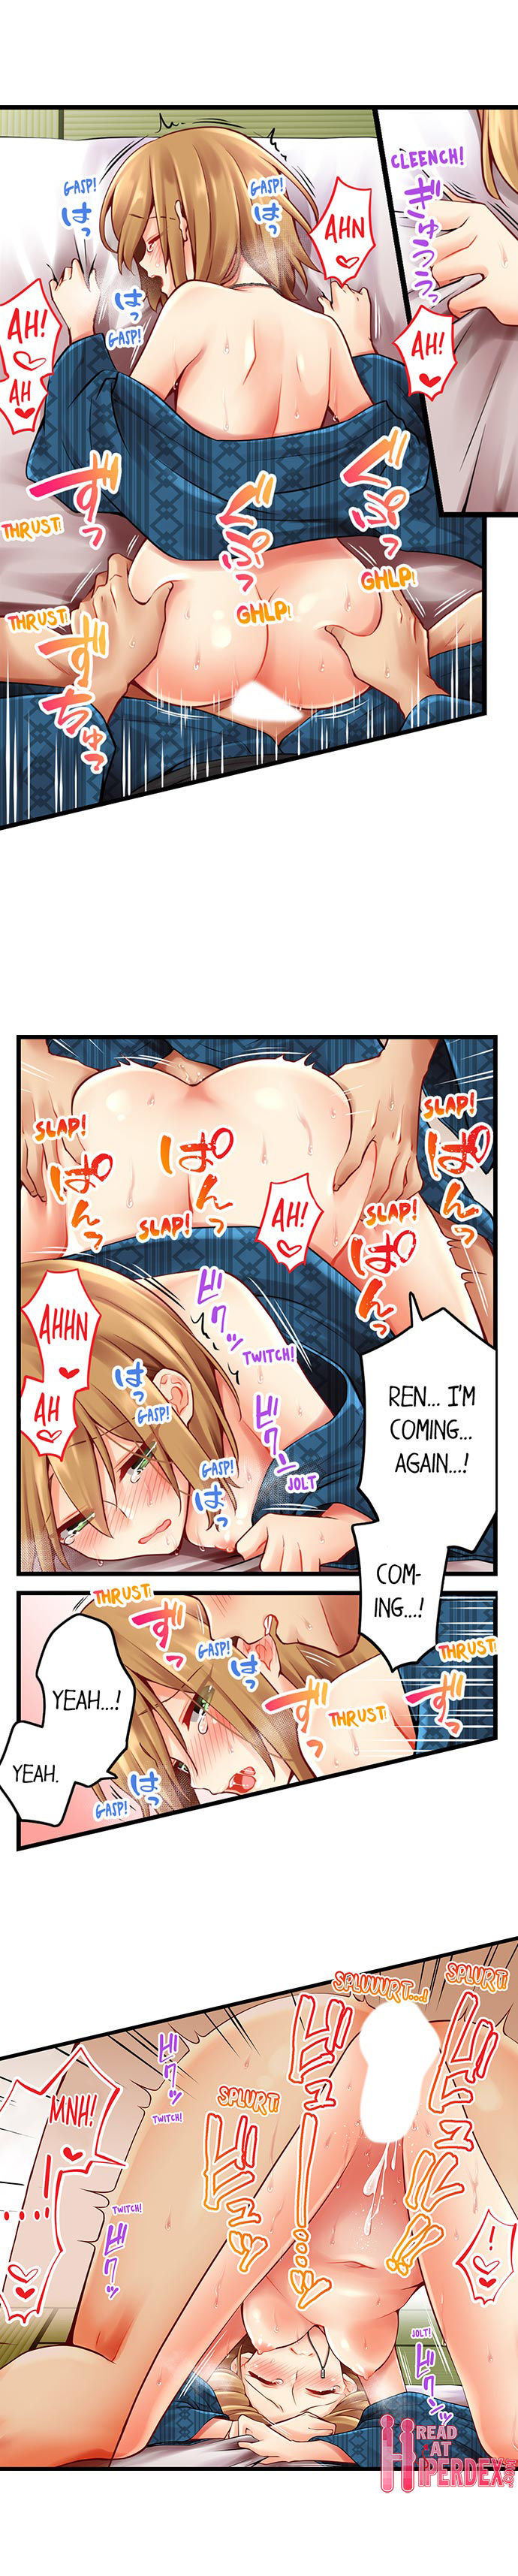 CLEENCH!
ぎゅううっ
GASP!
はっ
GASP!
はっ
AHN
はっ
GASP!
AH!
AH
AH!
THRUST!
ずっ
ぐぷっ
GHLP!
ぐぷっ
GHLP!
THRUST!
ずっ
ちゅっ
SLAP!
ぱんっ
SLAP!
ぱんっ
SLAP!
ぱんっ
SLAP!
ぱんっ
AH!
AHHN
AH
ビクッ
TWITCH!
はっ
GASP!
GASP!
はっ
ビクン
JOLT
REN... I'M
COMING...
AGAIN...!
COM-
ING...!
THRUST!
ずっ
GASP!
はっ
THRUST!
ずっ
THRUST!
ずっ
YEAH...!
YEAH.
はっ
GASP!
SPLURT
SPLUUURT...
ビュッ
ビュルルッ!!
SPLURT
ビュッ
ビクッ
TWITCH!
MNH!
TWITCH!
ビクッ
!
JOLT!
ビクンッ
READ
AT
HIPERDEX